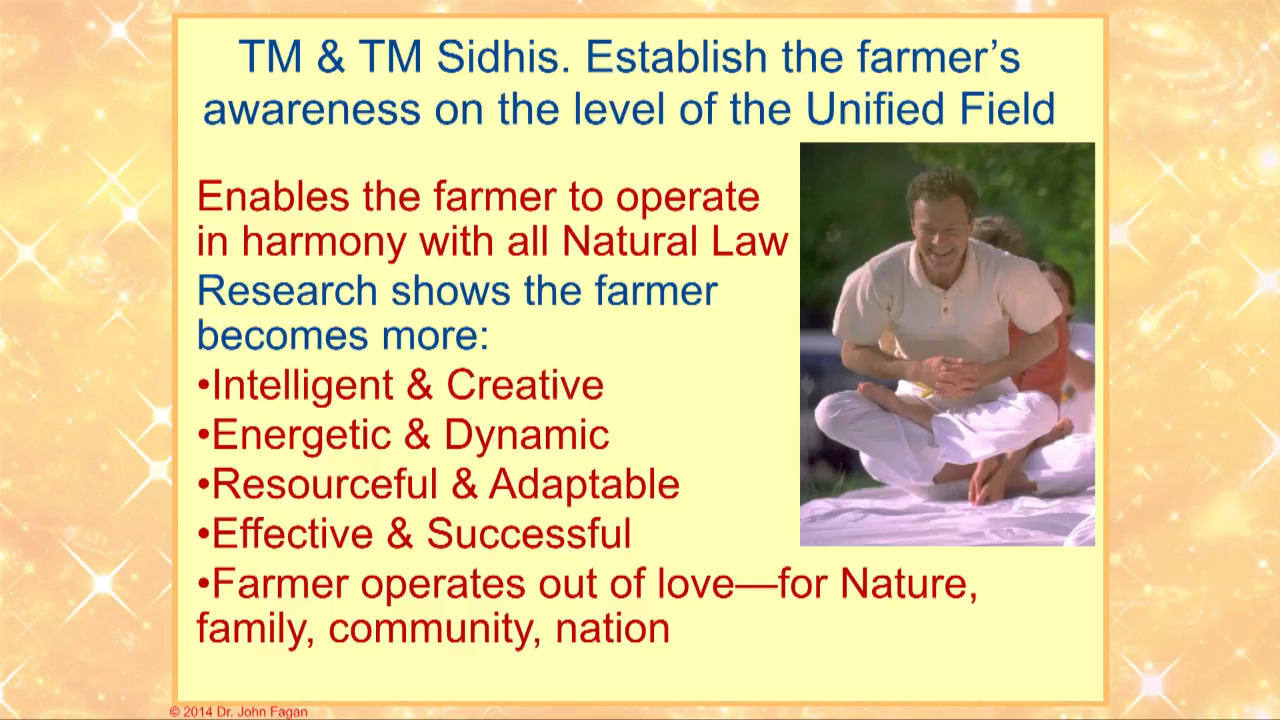 TM & TM Sidhis. Establish the farmer’s
awareness on the level of the Unified Field
Enables the farmer to operate
in harmony with all Natural Law
Research shows the farmer
becomes more:
•Intelligent & Creative
•Energetic & Dynamic
•Resourceful & Adaptable
•Effective & Successful
•Farmer operates out of love—for Nature,
family, community, nation
© 2014 Dr. John Fagan